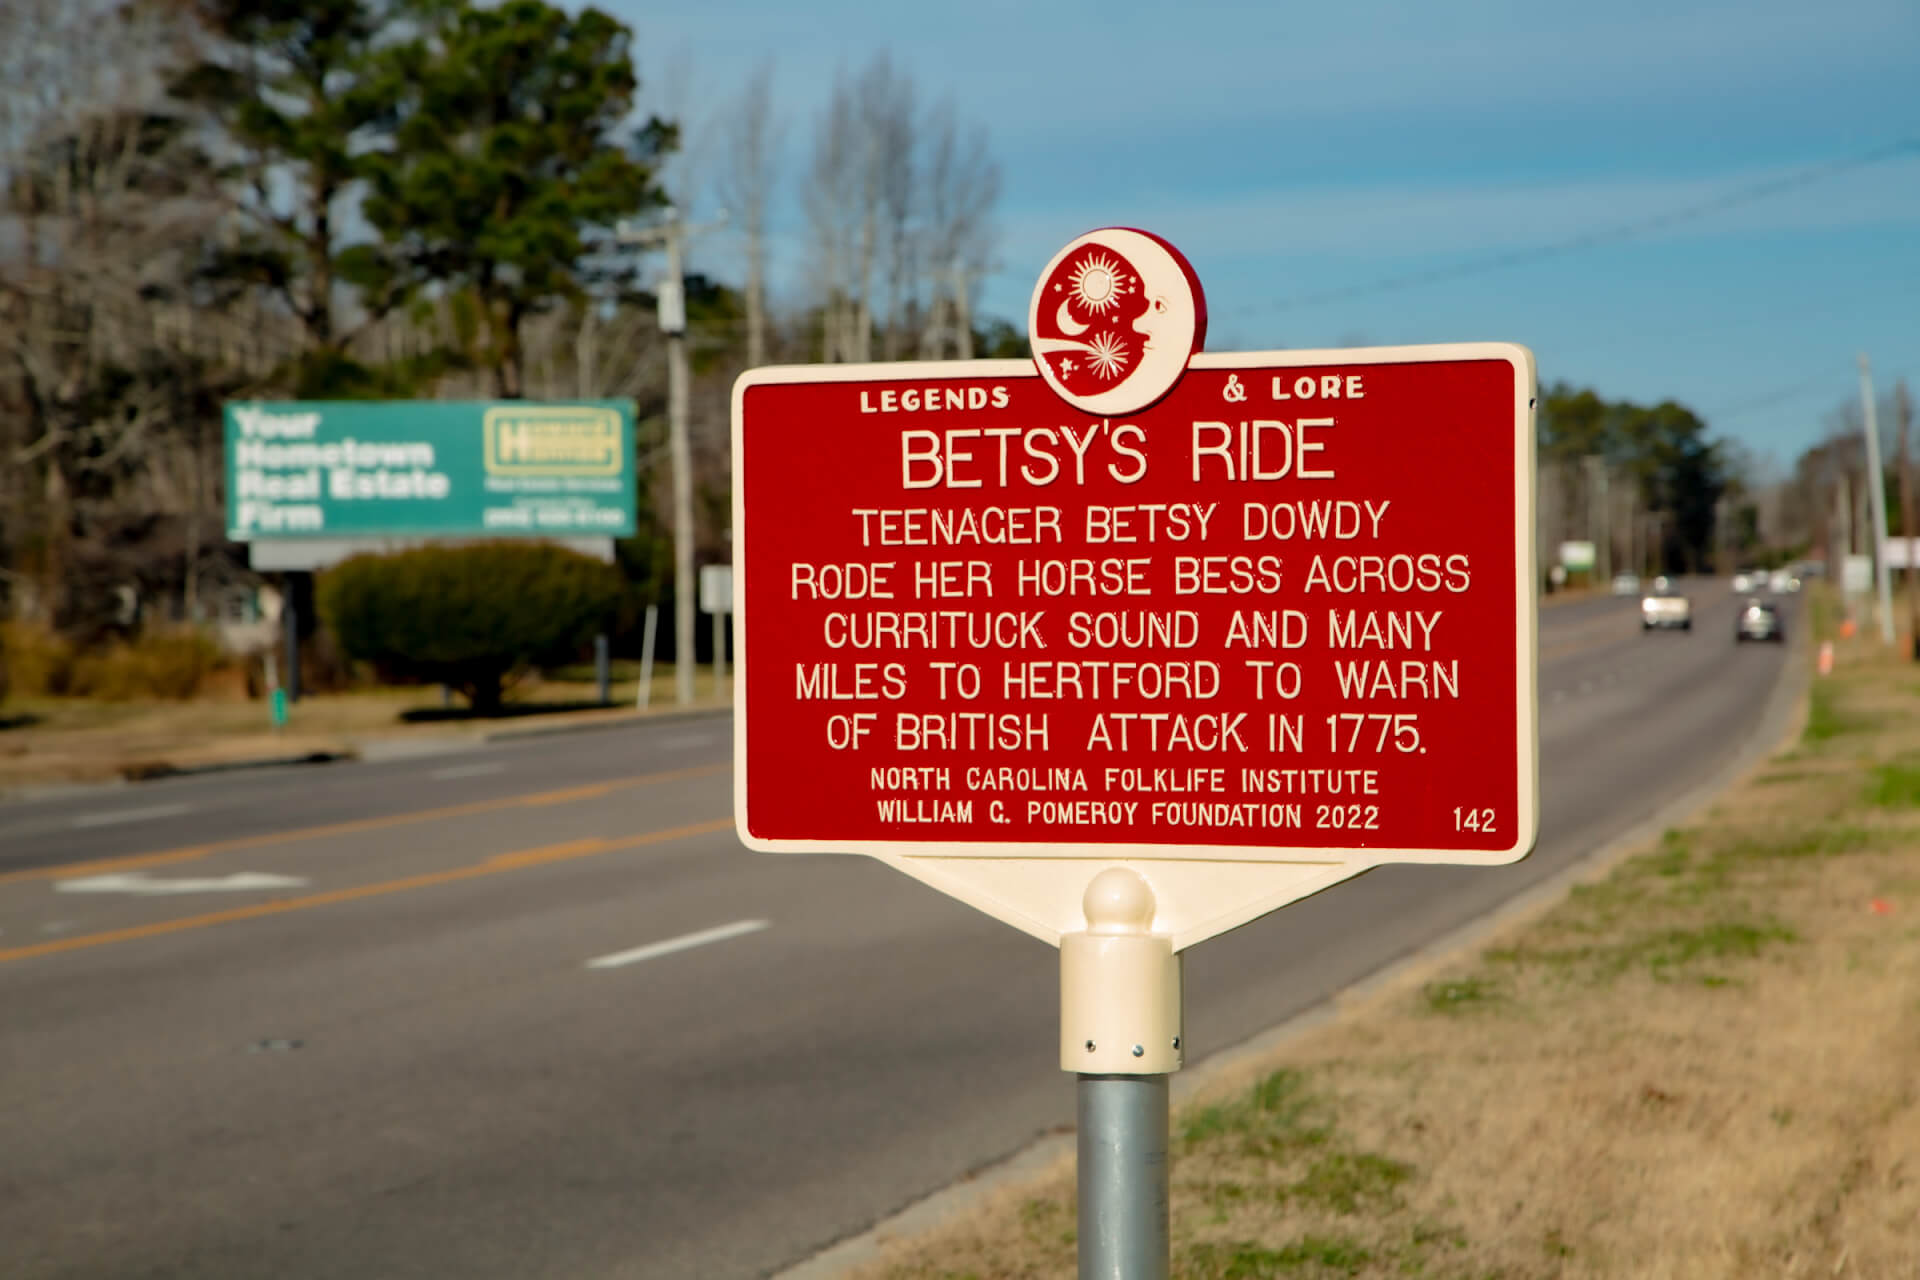 Your
Hometown
Real Estate
Firm
LEGENDS & LORE
BETSY'S RIDE
TEENAGER BETSY DOWDY
RODE HER HORSE BESS ACROSS
CURRITUCK SOUND AND MANY
MILES TO HERTFORD TO WARN
OF BRITISH ATTACK IN 1775.
NORTH CAROLINA FOLKLIFE INSTITUTE
WILLIAM G. POMEROY FOUNDATION 2022
142